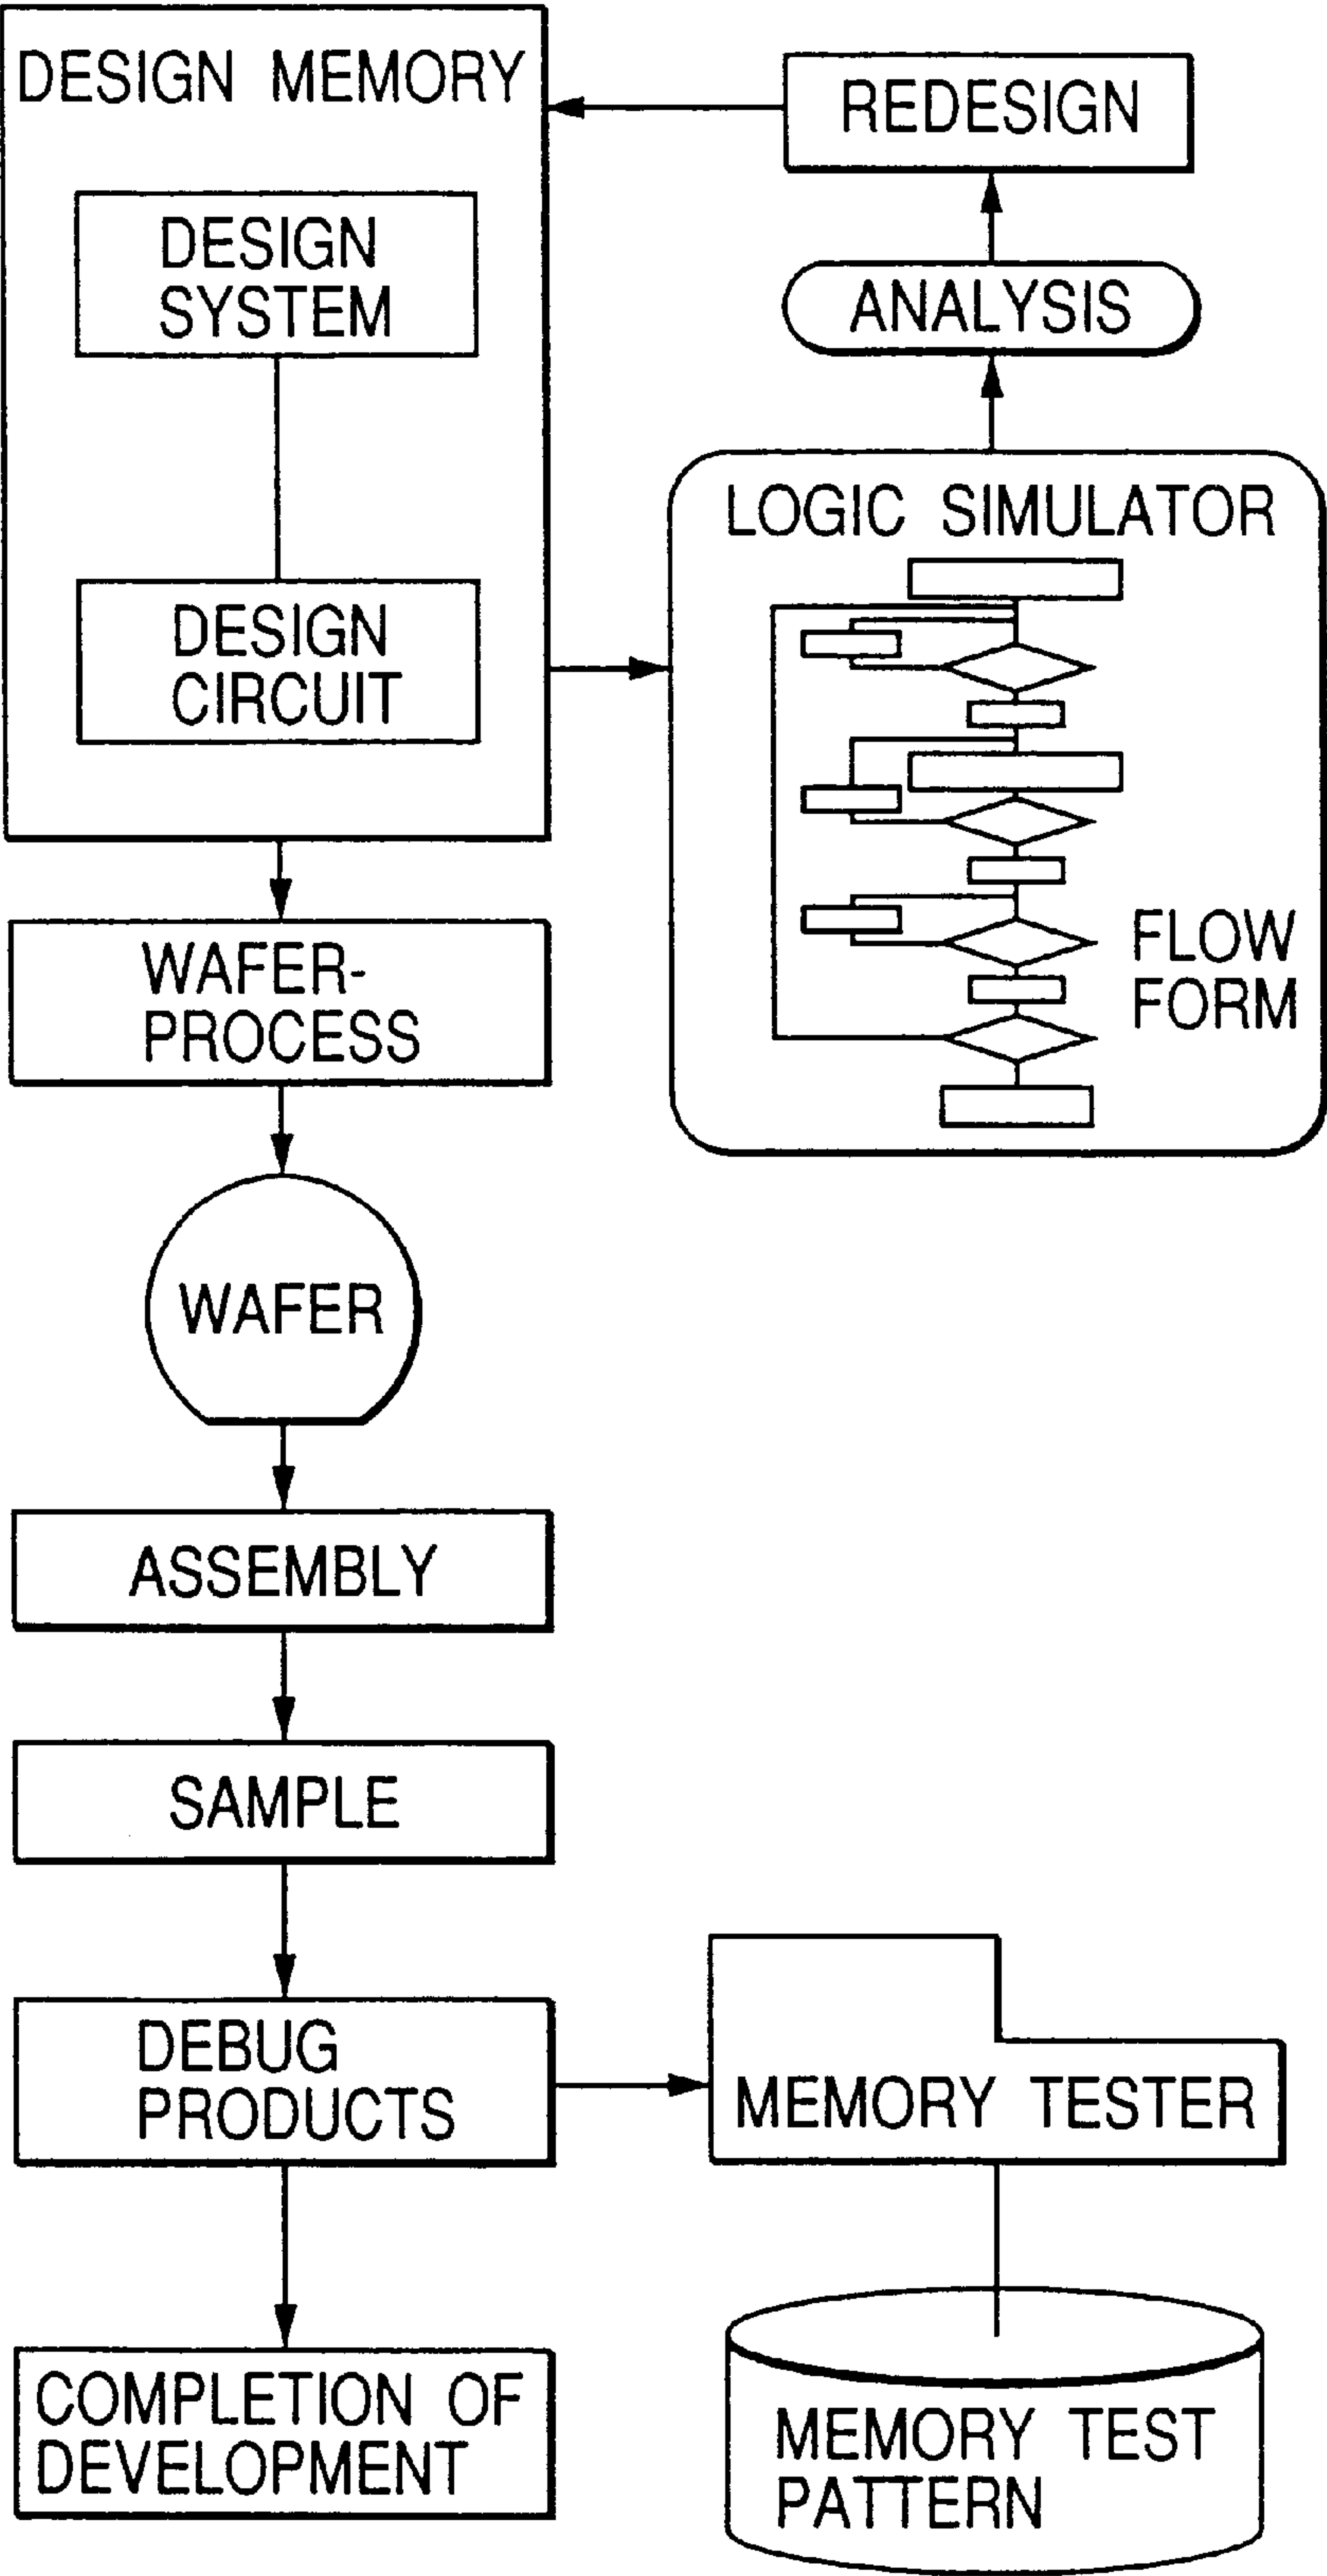 DESIGN MEMORY
DESIGN
SYSTEM
DESIGN
CIRCUIT
REDESIGN
ANALYSIS
LOGIC SIMULATOR
FLOW
FORM
WAFER-
PROCESS
WAFER
ASSEMBLY
SAMPLE
DEBUG
PRODUCTS
MEMORY TESTER
COMPLETION OF
DEVELOPMENT
MEMORY TEST
PATTERN